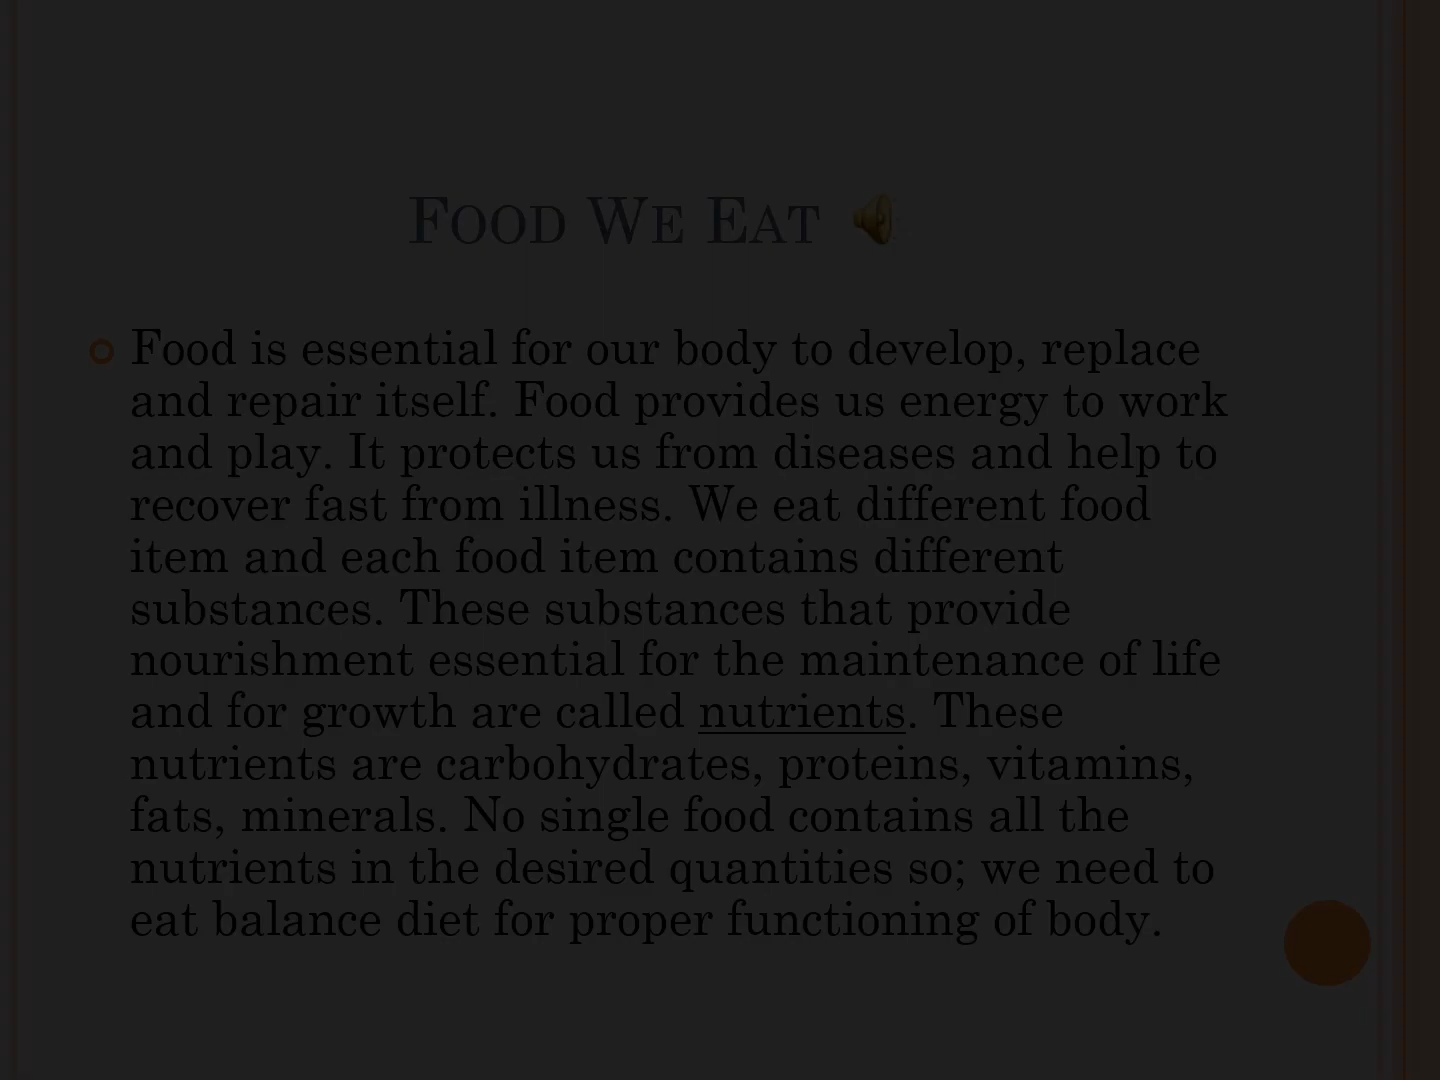 FOOD WE EAT
Food is essential for our body to develop, replace
and repair itself. Food provides us energy to work
and play. It protects us from diseases and help to
recover fast from illness. We eat different food
item and each food item contains different
substances. These substances that provide
nourishment essential for the maintenance of life
and for growth are called nutrients. These
nutrients are carbohydrates, proteins, vitamins,
fats, minerals. No single food contains all the
nutrients in the desired quantities so; we need to
eat balance diet for proper functioning of body.